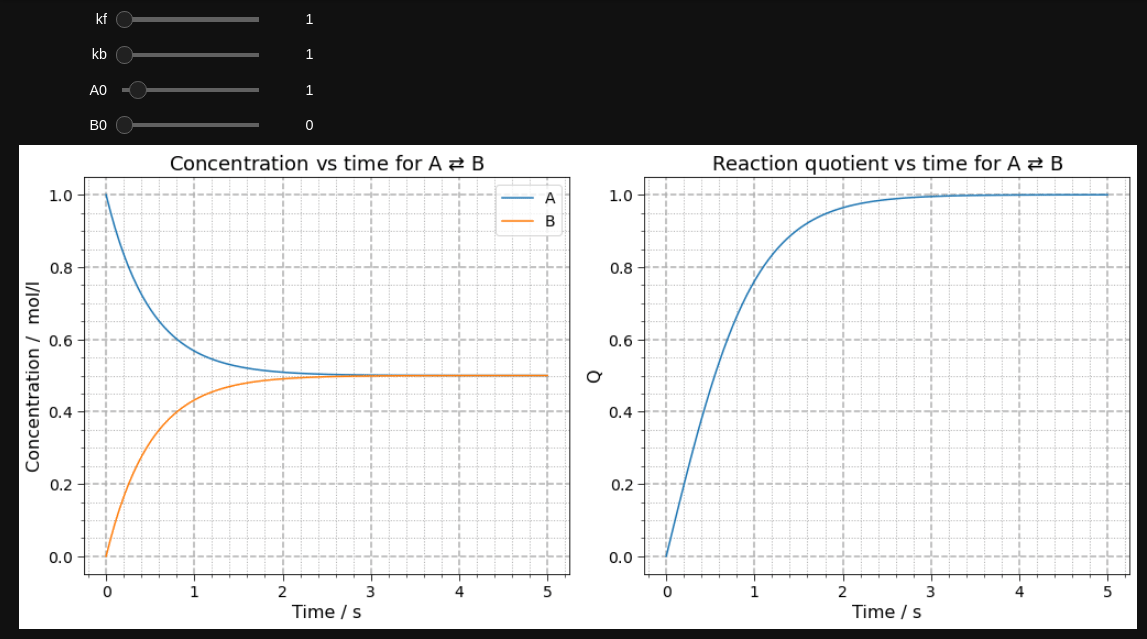 kf 1
kb 1
A0 1
B0 0
Concentration vs time for A ⇄ B
Concentration / mol/l
1.0
0.8
0.6
0.4
0.2
0.0
A
B
0 1 2 3 4 5
Time / s
Reaction quotient vs time for A ⇄ B
Q
1.0
0.8
0.6
0.4
0.2
0.0
0 1 2 3 4 5
Time / s